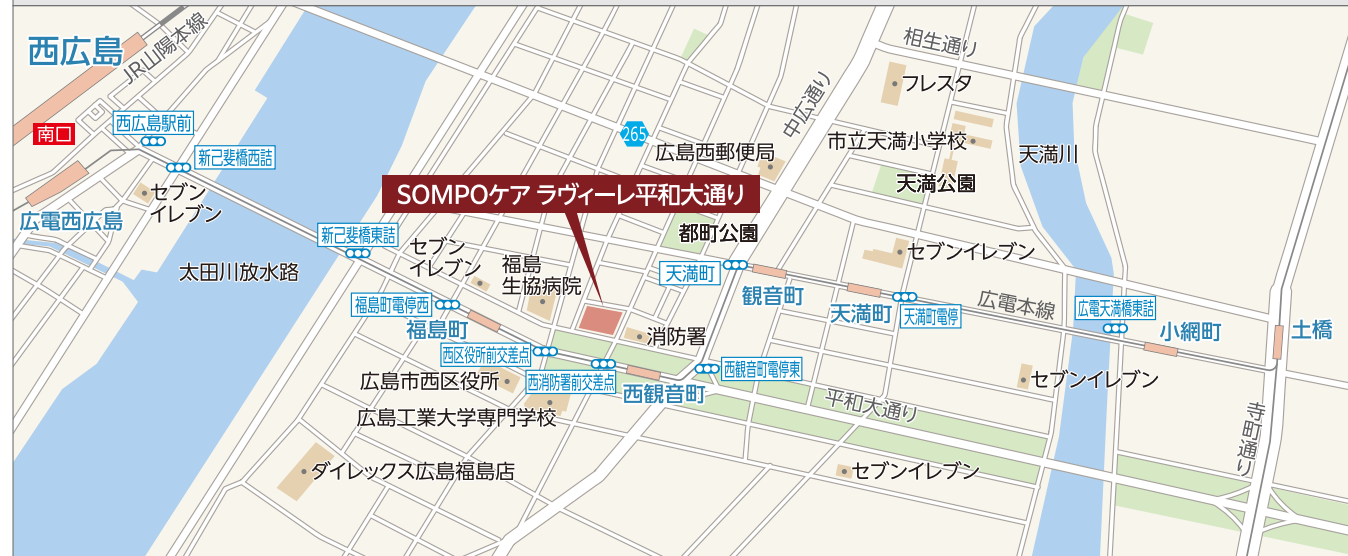 西広島
JR山陽本線
南口
西広島駅前
新己斐橋西詰
セブン
イレブン
広電西広島
太田川放水路
新己斐橋東詰
セブン
イレブン
福島
生協病院
福島町電停西
福島町
西区役所前交差点
広島市西区役所
西消防署前交差点
広島工業大学専門学校
ダイレックス広島福島店
265
広島西郵便局
SOMPOケア ラヴィーレ平和大通り
都町公園
天満町
観音町
消防署
西観音町電停東
西観音町
中広通り
相生通り
フレスタ
市立天満小学校
天満公園
天満川
セブンイレブン
天満町
天満町電停
広電本線
広電天満橋東詰
小網町
土橋
セブンイレブン
平和大通り
セブンイレブン
寺町通り